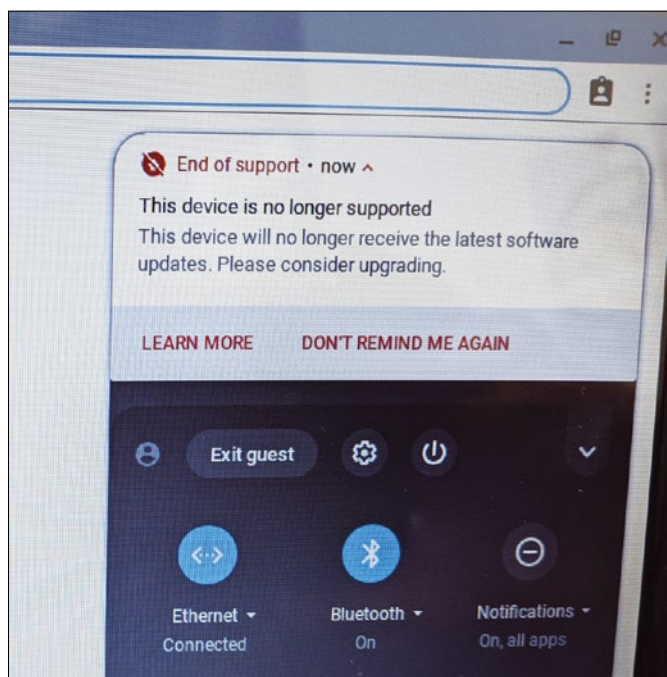 End of support • now
This device is no longer supported
This device will no longer receive the latest software
updates. Please consider upgrading.
LEARN MORE DON'T REMIND ME AGAIN
Exit guest
Ethernet Bluetooth Notifications
Connected On On, all apps